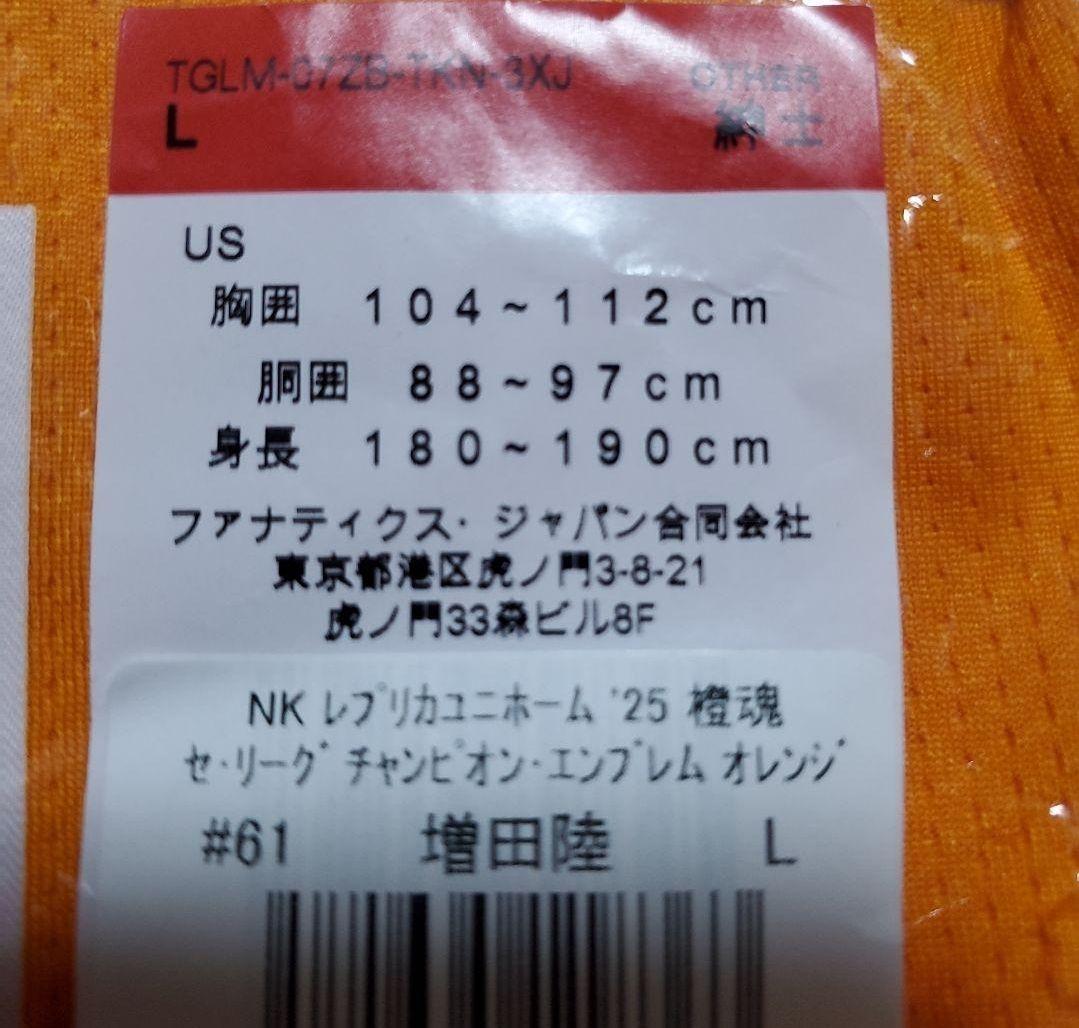 TGLM-07ZB-TKN-3XJ OTHER
L 紳士
US
胸囲 104~112cm
胴囲 88~97cm
身長 180~190cm
ファナティクス・ジャパン合同会社
東京都港区虎ノ門3-8-21
虎ノ門33森ビル8F
NK ﾚﾌﾟﾘｶﾕﾆﾎｰﾑ '25 橙魂
ｾ･ﾘｰｸﾞ ﾁｬﾝﾋﾟｵﾝ･ｴﾝﾌﾞﾚﾑ ｵﾚﾝｼﾞ
#61 増田陸 L